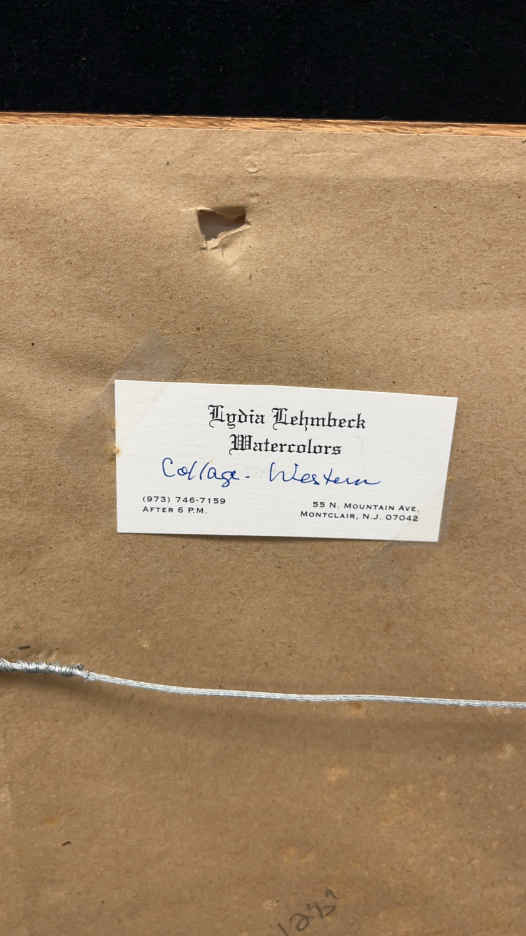 Lydia Lehmbeck
Watercolors
Collage - Western
(973) 746-7159
AFTER 6 P.M.
55 N. MOUNTAIN AVE.
MONTCLAIR, N.J. 07042